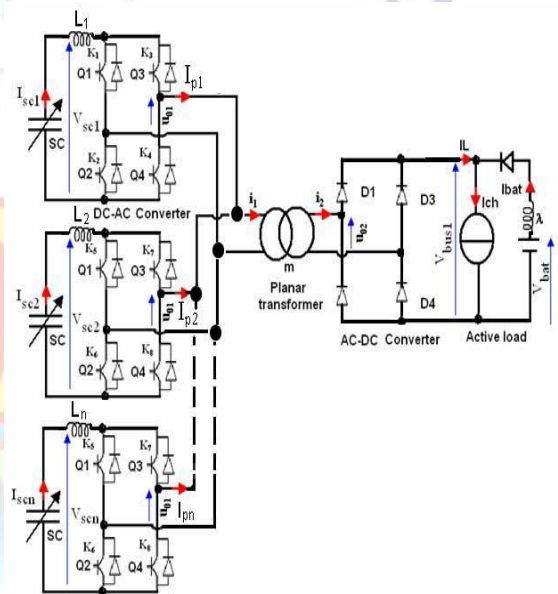 L1
K1
K3
Q1
Q3
Ip1
Isc1
Vsc1
u01
SC
K2
K4
Q2
Q4
DC-AC Converter
L2
K5
K7
Q1
Q3
Isc2
Vsc2
u01
Ip2
SC
K6
K8
Q2
Q4
Ln
K5
K7
Q1
Q3
Iscn
Vscn
u01
Ipn
SC
K6
K8
Q2
Q4
i1
i2
m
Planar
transformer
D1
D3
u02
D4
AC-DC Converter
Vbus1
IL
Ich
Ibat
λ
Vbat
Active load